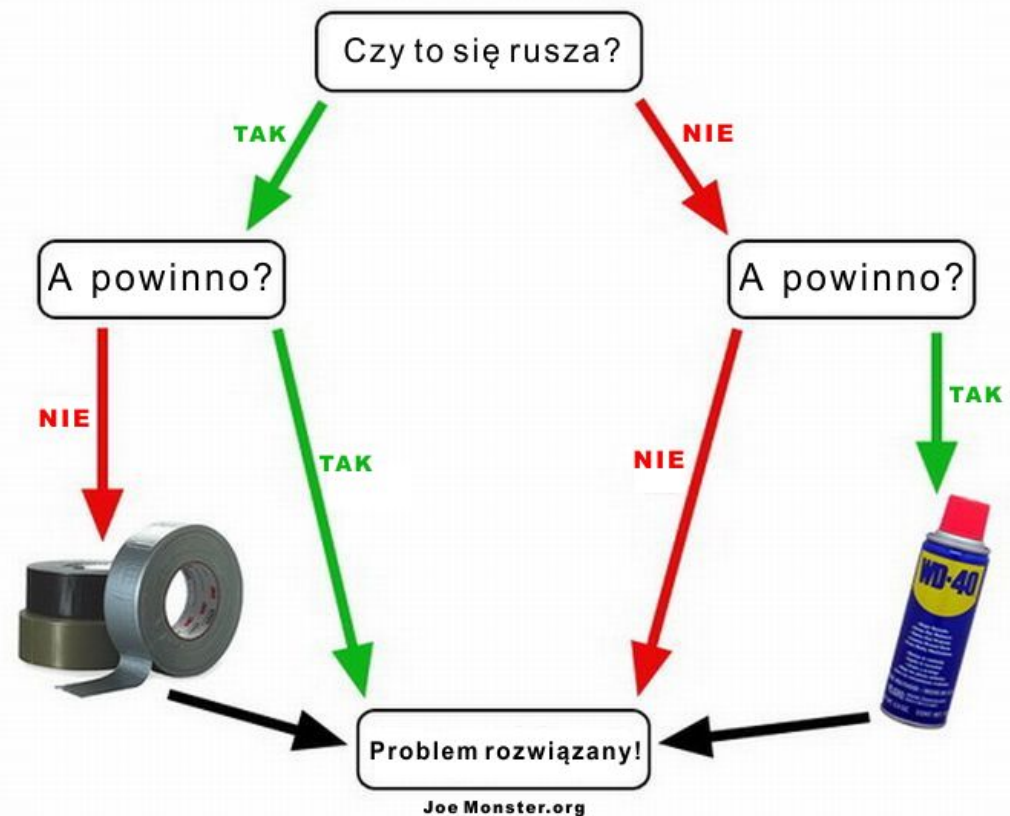 Czy to się rusza?
TAK
NIE
A powinno?
A powinno?
NIE
TAK
NIE
TAK
WD-40
Problem rozwiązany!
Joe Monster.org